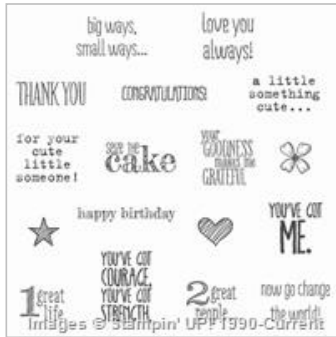 big ways,
small ways...
love you
always!
THANK YOU
CONGRATULATIONS!
a little
something
cute...
for your
cute
little
someone!
save me
cake
your
GOODNESS
makes me
GRATEFUL
happy birthday
YOU'VE GOT
ME.
YOU'VE GOT
COURAGE,
YOU'VE GOT
STRENGTH.
1 great
life
2 great
people
now go change
the world!
Images © Stampin' UP! 1990-Current